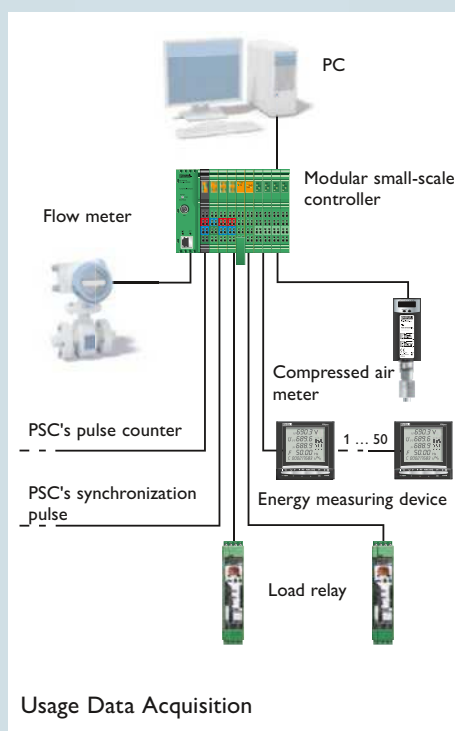 PC
Modular small-scale
controller
Flow meter
Compressed air
meter
PSC's pulse counter
1 ... 50
PSC's synchronization
pulse
Energy measuring device
Load relay
Usage Data Acquisition